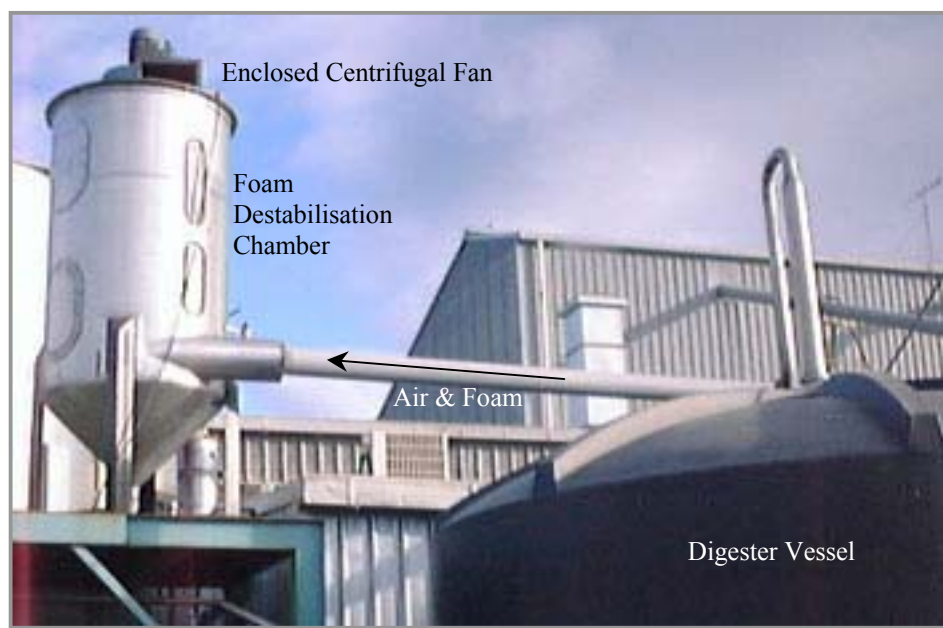 Enclosed Centrifugal Fan
Foam
Destabilisation
Chamber
Air & Foam
Digester Vessel